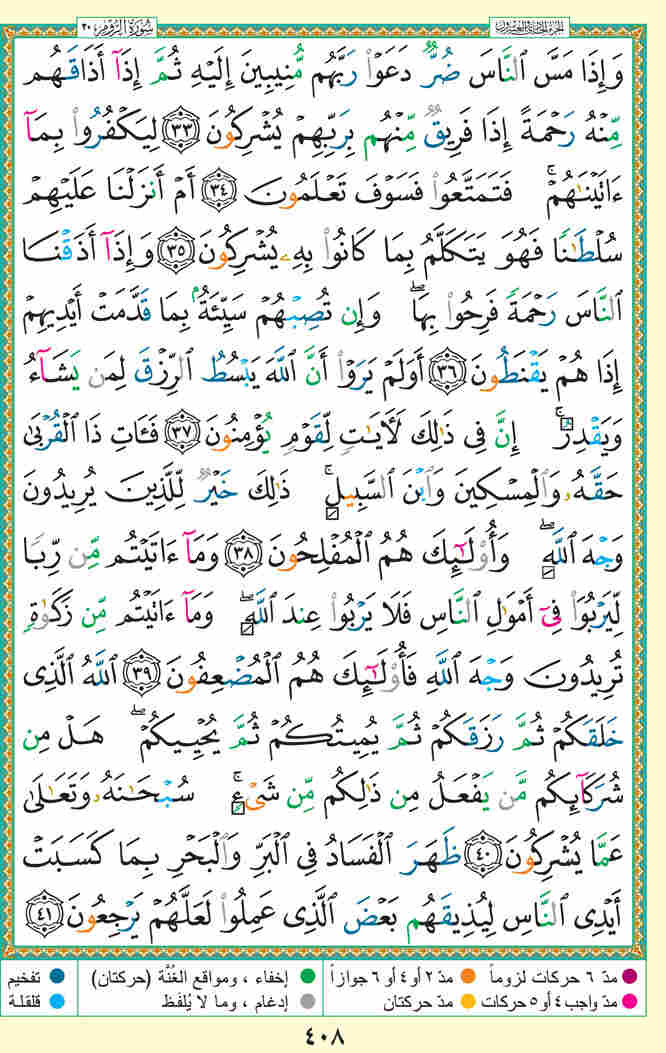 سُورَةُ الرُّومِ ٣٠ الجزء الحادي والعشرون
وَإِذَا مَسَّ ٱلنَّاسَ ضُرٌّ دَعَوْا۟ رَبَّهُم مُّنِيبِينَ إِلَيْهِ ثُمَّ إِذَآ أَذَاقَهُم
مِّنْهُ رَحْمَةً إِذَا فَرِيقٌ مِّنْهُم بِرَبِّهِمْ يُشْرِكُونَ ٣٣ لِيَكْفُرُوا۟ بِمَآ
ءَاتَيْنَٰهُمْ ۚ فَتَمَتَّعُوا۟ فَسَوْفَ تَعْلَمُونَ ٣٤ أَمْ أَنزَلْنَا عَلَيْهِمْ
سُلْطَٰنًا فَهُوَ يَتَكَلَّمُ بِمَا كَانُوا۟ بِهِۦ يُشْرِكُونَ ٣٥ وَإِذَآ أَذَقْنَا
ٱلنَّاسَ رَحْمَةً فَرِحُوا۟ بِهَا ۖ وَإِن تُصِبْهُمْ سَيِّئَةٌۢ بِمَا قَدَّمَتْ أَيْدِيهِمْ
إِذَا هُمْ يَقْنَطُونَ ٣٦ أَوَلَمْ يَرَوْا۟ أَنَّ ٱللَّهَ يَبْسُطُ ٱلرِّزْقَ لِمَن يَشَآءُ
وَيَقْدِرُ ۚ إِنَّ فِى ذَٰلِكَ لَءَايَٰتٍ لِّقَوْمٍ يُؤْمِنُونَ ٣٧ فَـَٔاتِ ذَا ٱلْقُرْبَىٰ
حَقَّهُۥ وَٱلْمِسْكِينَ وَٱبْنَ ٱلسَّبِيلِ ۚ ذَٰلِكَ خَيْرٌ لِّلَّذِينَ يُرِيدُونَ
وَجْهَ ٱللَّهِ ۖ وَأُو۟لَٰٓئِكَ هُمُ ٱلْمُفْلِحُونَ ٣٨ وَمَآ ءَاتَيْتُم مِّن رِّبًا
لِّيَرْبُوَا۟ فِىٓ أَمْوَٰلِ ٱلنَّاسِ فَلَا يَرْبُوا۟ عِندَ ٱللَّهِ ۖ وَمَآ ءَاتَيْتُم مِّن زَكَوٰةٍ
تُرِيدُونَ وَجْهَ ٱللَّهِ فَأُو۟لَٰٓئِكَ هُمُ ٱلْمُضْعِفُونَ ٣٩ ٱللَّهُ ٱلَّذِى
خَلَقَكُمْ ثُمَّ رَزَقَكُمْ ثُمَّ يُمِيتُكُمْ ثُمَّ يُحْيِيكُمْ ۖ هَلْ مِن
شُرَكَآئِكُم مَّن يَفْعَلُ مِن ذَٰلِكُم مِّن شَىْءٍ ۚ سُبْحَٰنَهُۥ وَتَعَٰلَىٰ
عَمَّا يُشْرِكُونَ ٤٠ ظَهَرَ ٱلْفَسَادُ فِى ٱلْبَرِّ وَٱلْبَحْرِ بِمَا كَسَبَتْ
أَيْدِى ٱلنَّاسِ لِيُذِيقَهُم بَعْضَ ٱلَّذِى عَمِلُوا۟ لَعَلَّهُمْ يَرْجِعُونَ ٤١
مدّ ٦ حركات لزوماً مدّ ٢ أو ٤ أو ٦ جوازاً إخفاء ، ومواقع الغُنَّة (حركتان) تفخيم
مدّ واجب ٤ أو ٥ حركات مدّ حركتان إدغام ، وما لا يُلفَظ قلقلة
٤٠٨